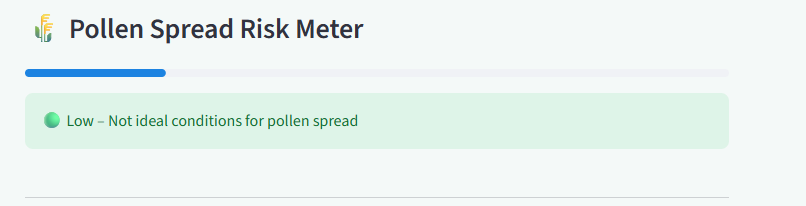 Pollen Spread Risk Meter
Low – Not ideal conditions for pollen spread